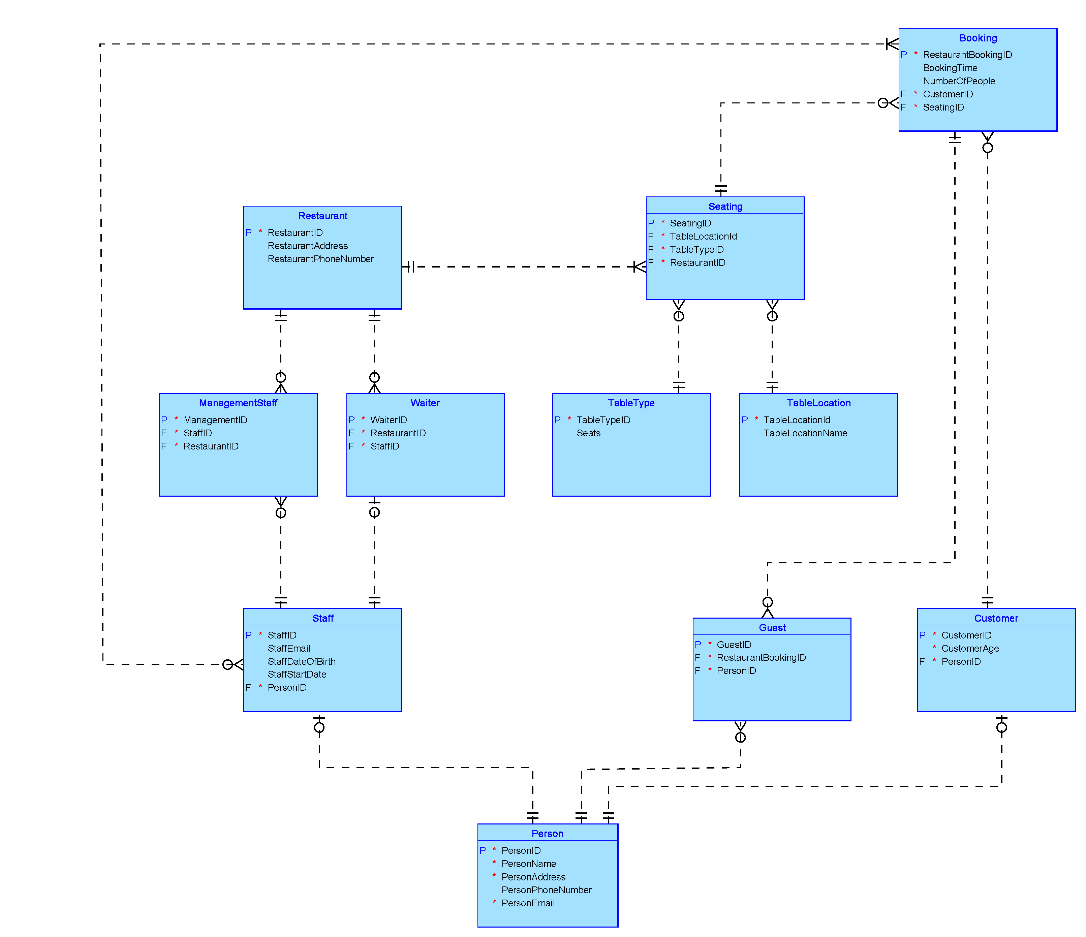 Booking
P * RestaurantBookingID
BookingTime
NumberOfPeople
F * CustomerID
F * SeatingID
Restaurant
P * RestaurantID
RestaurantAddress
RestaurantPhoneNumber
Seating
P * SeatingID
F * TableLocationId
F * TableTypeID
F * RestaurantID
ManagementStaff
P * ManagementID
F * StaffID
F * RestaurantID
Waiter
P * WaiterID
F * RestaurantID
F * StaffID
TableType
P * TableTypeID
Seats
TableLocation
P * TableLocationId
TableLocationName
Staff
P * StaffID
StaffEmail
StaffDateOfBirth
StaffStartDate
F * PersonID
Guest
P * GuestID
F * RestaurantBookingID
F * PersonID
Customer
P * CustomerID
* CustomerAge
F * PersonID
Person
P * PersonID
* PersonName
* PersonAddress
PersonPhoneNumber
* PersonEmail